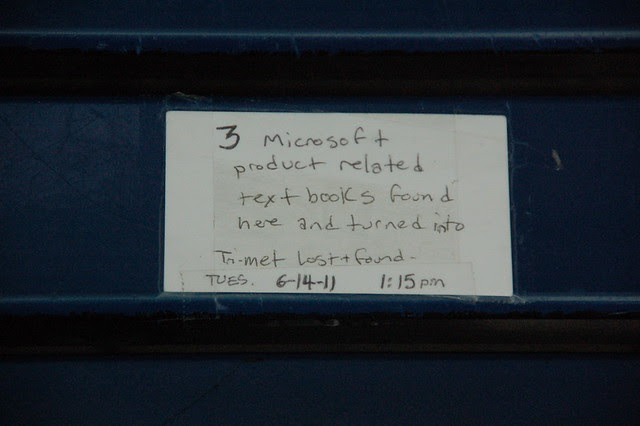 3 Microsoft
product related
text books found
here and turned into
Tri-met Lost + found -
TUES. 6-14-11 1:15pm